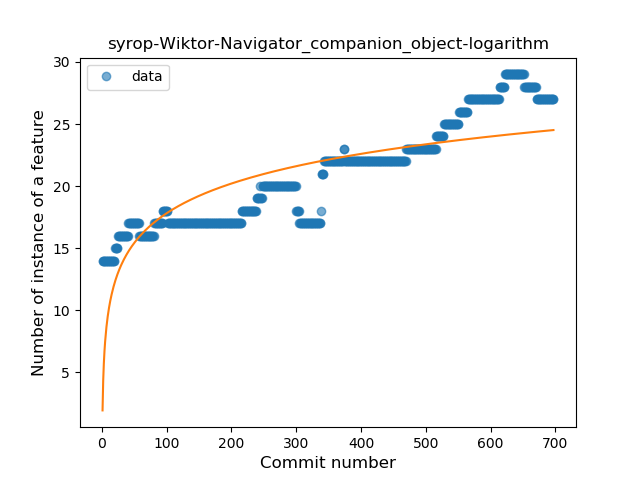 syrop-Wiktor-Navigator_companion_object-logarithm
data
Number of instance of a feature
30
25
20
15
10
5
0 100 200 300 400 500 600 700
Commit number